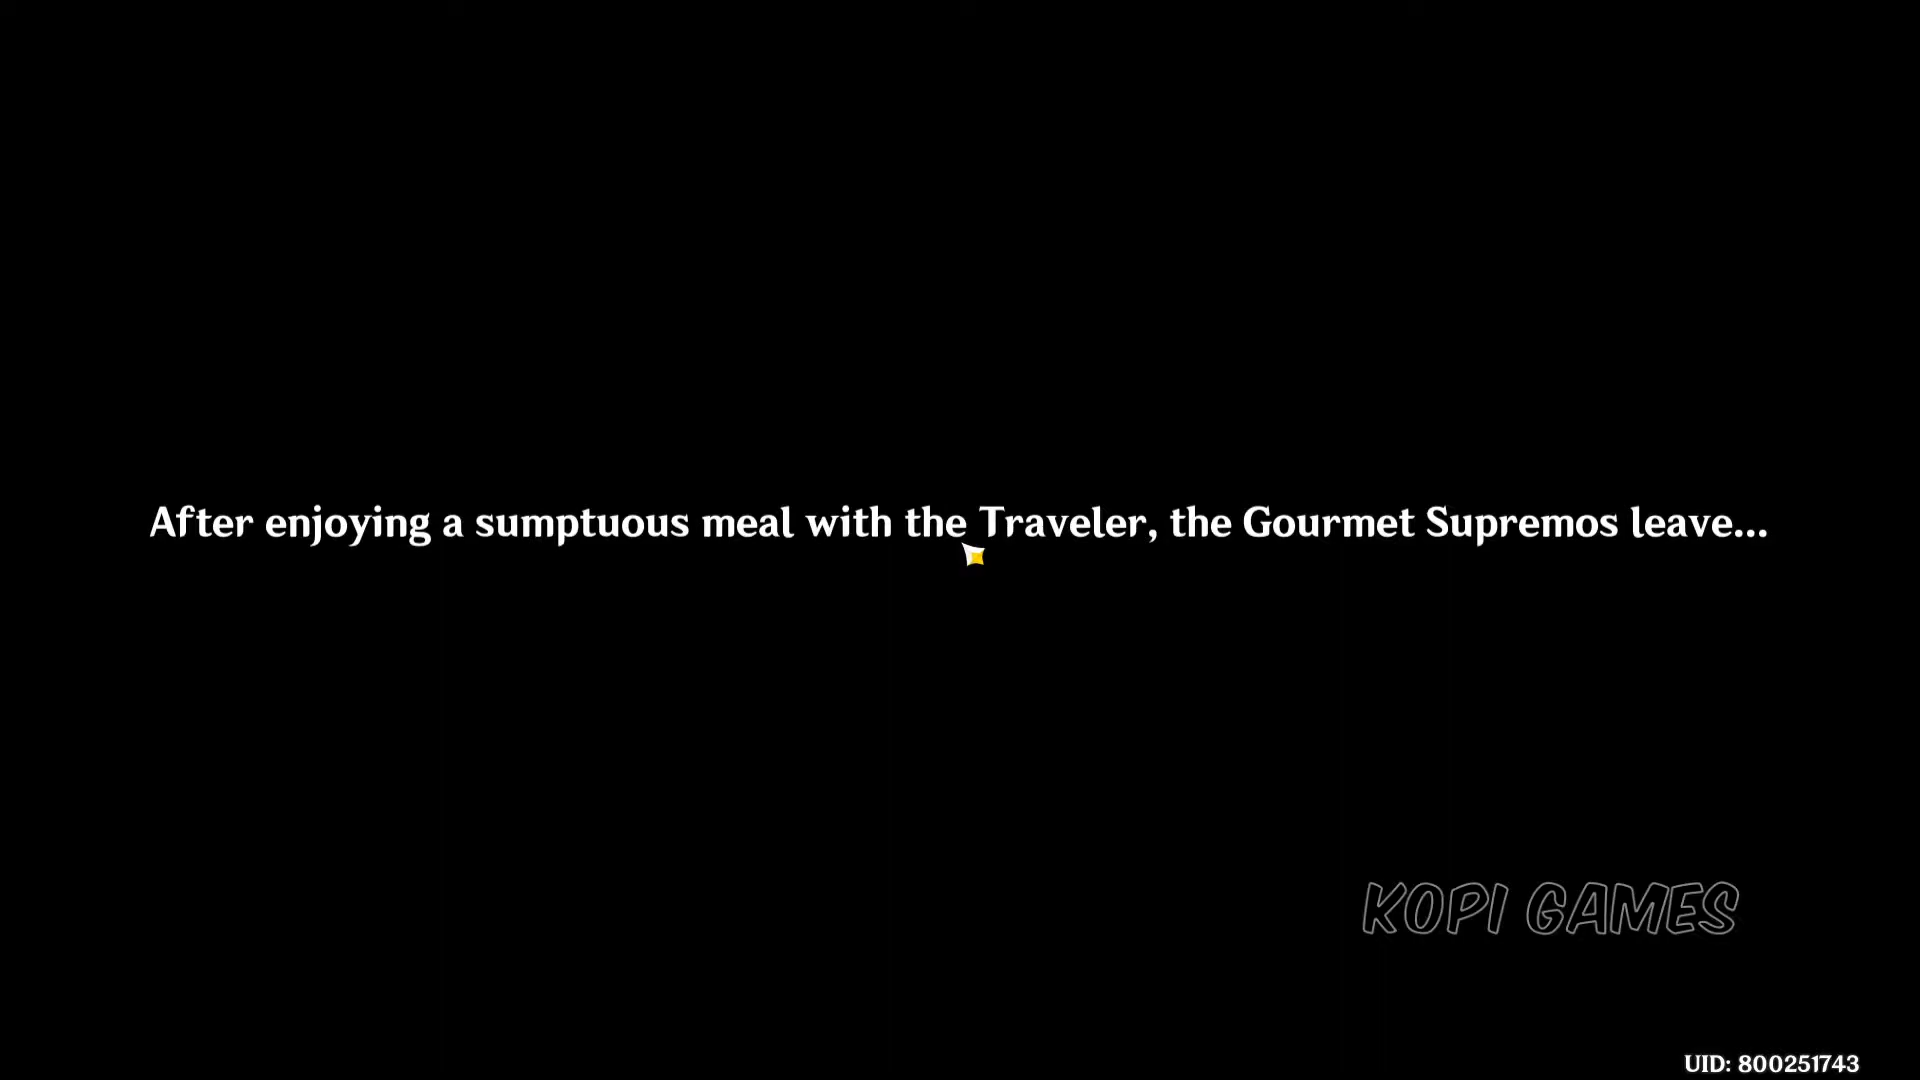 After enjoying a sumptuous meal with the Traveler, the Gourmet Supremos leave...
KOPI GAMES
UID: 800251743